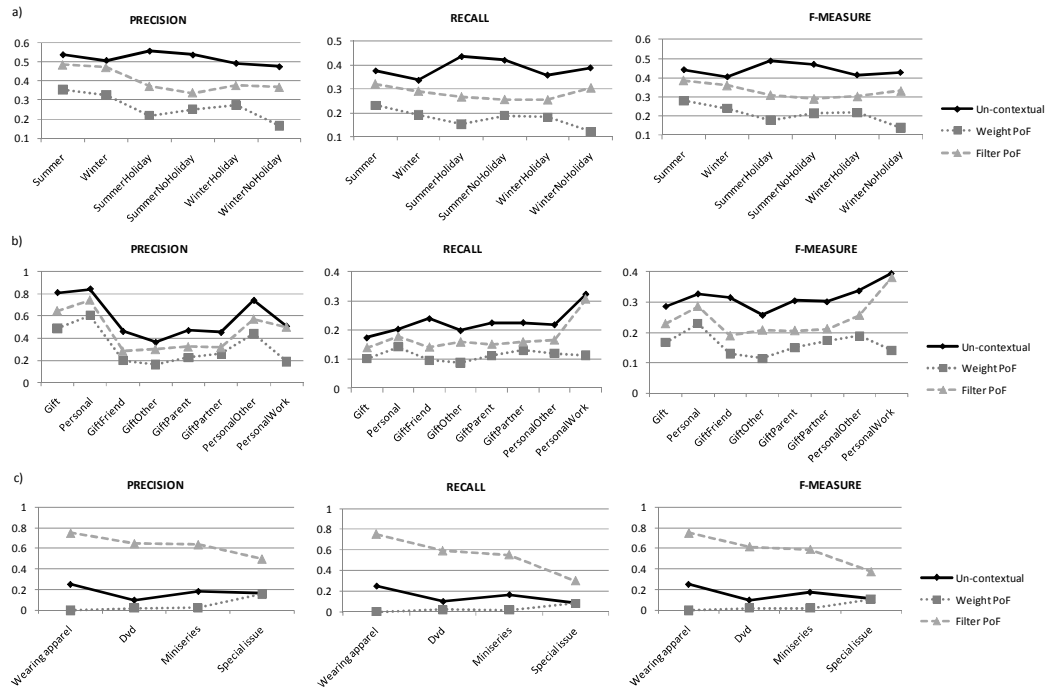 a)
PRECISION
0.6
0.5
0.4
0.3
0.2
0.1
Summer
Winter
SummerHoliday
SummerNoHoliday
WinterHoliday
WinterNoHoliday
RECALL
0.5
0.4
0.3
0.2
0.1
Summer
Winter
SummerHoliday
SummerNoHoliday
WinterHoliday
WinterNoHoliday
F-MEASURE
0.6
0.5
0.4
0.3
0.2
0.1
Summer
Winter
SummerHoliday
SummerNoHoliday
WinterHoliday
WinterNoHoliday
Un-contextual
Weight PoF
Filter PoF
b)
PRECISION
1
0.8
0.6
0.4
0.2
0
Gift
Personal
GiftFriend
GiftOther
GiftParent
GiftPartner
PersonalOther
PersonalWork
RECALL
0.4
0.3
0.2
0.1
0
Gift
Personal
GiftFriend
GiftOther
GiftParent
GiftPartner
PersonalOther
PersonalWork
F-MEASURE
0.4
0.3
0.2
0.1
0
Gift
Personal
GiftFriend
GiftOther
GiftParent
GiftPartner
PersonalOther
PersonalWork
Un-contextual
Weight PoF
Filter PoF
c)
PRECISION
1
0.8
0.6
0.4
0.2
0
Wearing apparel
Dvd
Miniseries
Special issue
RECALL
1
0.8
0.6
0.4
0.2
0
Wearing apparel
Dvd
Miniseries
Special issue
F-MEASURE
1
0.8
0.6
0.4
0.2
0
Wearing apparel
Dvd
Miniseries
Special issue
Un-contextual
Weight PoF
Filter PoF